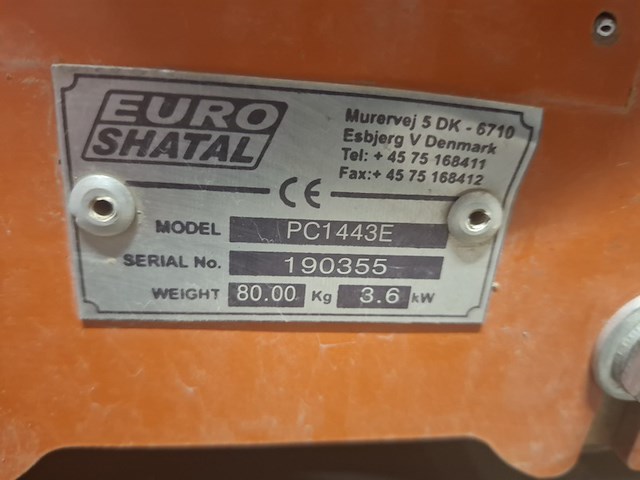 EURO
SHATAL
Murervej 5 DK - 6710
Esbjerg V Denmark
Tel: + 45 75 168411
Fax:+ 45 75 168412
CE
MODEL PC1443E
SERIAL No. 190355
WEIGHT 80.00 Kg 3.6 kW